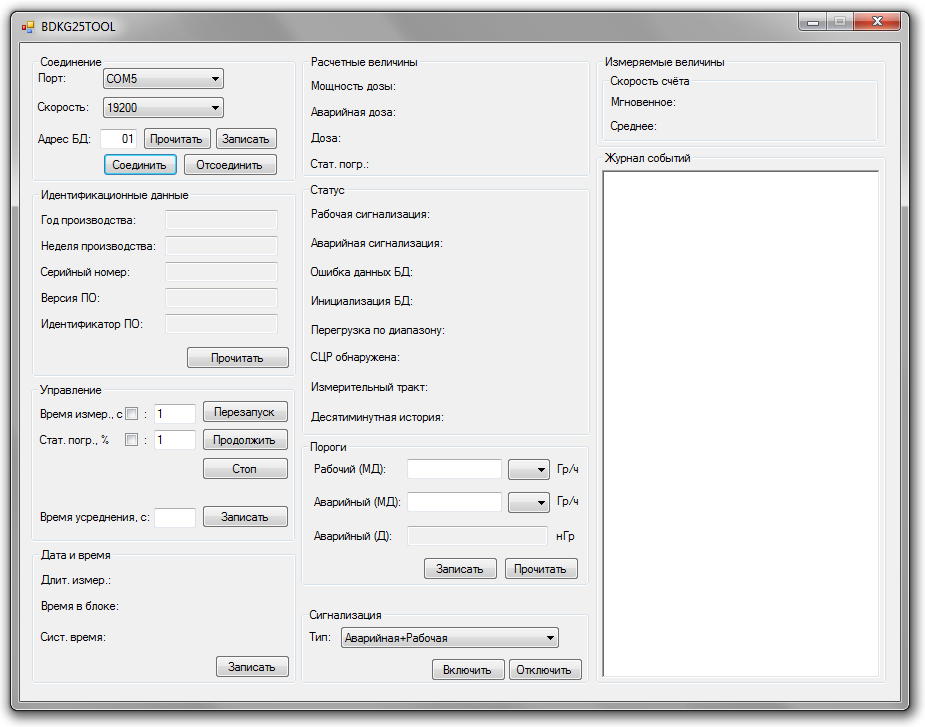 BDKG25TOOL
Соединение
Порт: COM5
Скорость: 19200
Адрес БД: 01 Прочитать Записать
Соединить Отсоединить
Идентификационные данные
Год производства:
Неделя производства:
Серийный номер:
Версия ПО:
Идентификатор ПО:
Прочитать
Управление
Время измер., с : 1 Перезапуск
Стат. погр., % : 1 Продолжить
Стоп
Время усреднения, с: Записать
Дата и время
Длит. измер.:
Время в блоке:
Сист. время:
Записать
Расчетные величины
Мощность дозы:
Аварийная доза:
Доза:
Стат. погр.:
Статус
Рабочая сигнализация:
Аварийная сигнализация:
Ошибка данных БД:
Инициализация БД:
Перегрузка по диапазону:
СЦР обнаружена:
Измерительный тракт:
Десятиминутная история:
Пороги
Рабочий (МД): Гр/ч
Аварийный (МД): Гр/ч
Аварийный (Д): нГр
Записать Прочитать
Сигнализация
Тип: Аварийная+Рабочая
Включить Отключить
Измеряемые величины
Скорость счёта
Мгновенное:
Среднее:
Журнал событий